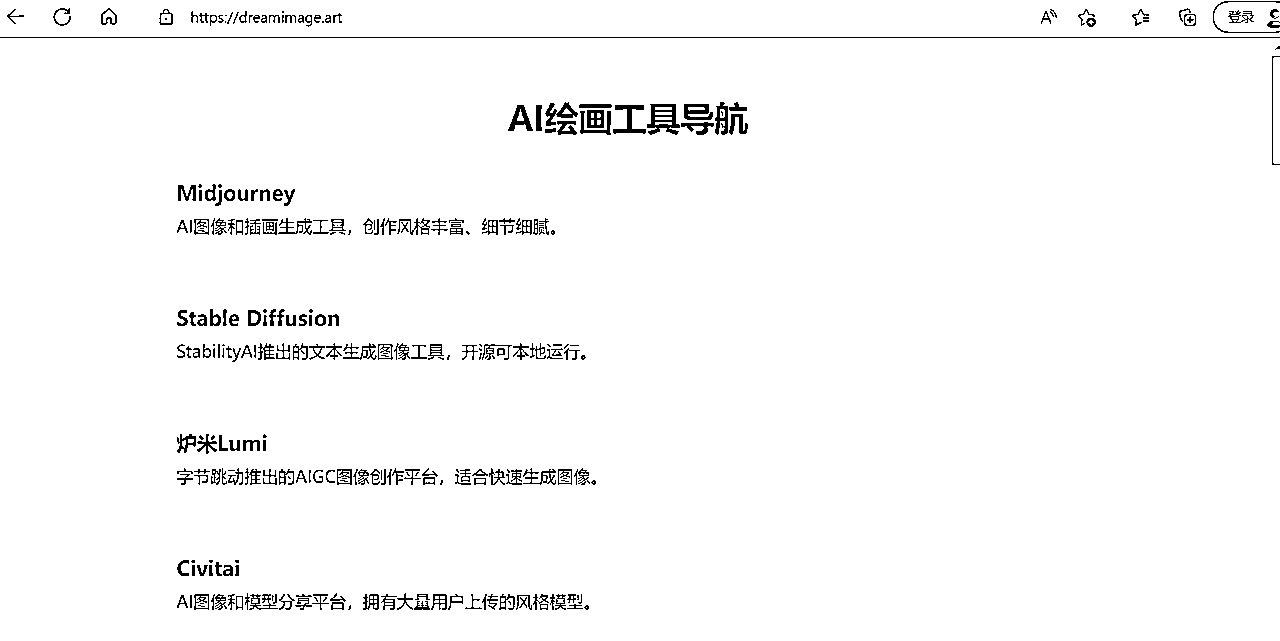 https://dreamimage.art
登录
AI绘画工具导航
Midjourney
AI图像和插画生成工具，创作风格丰富、细节细腻。
Stable Diffusion
StabilityAI推出的文本生成图像工具，开源可本地运行。
炉米Lumi
字节跳动推出的AIGC图像创作平台，适合快速生成图像。
Civitai
AI图像和模型分享平台，拥有大量用户上传的风格模型。